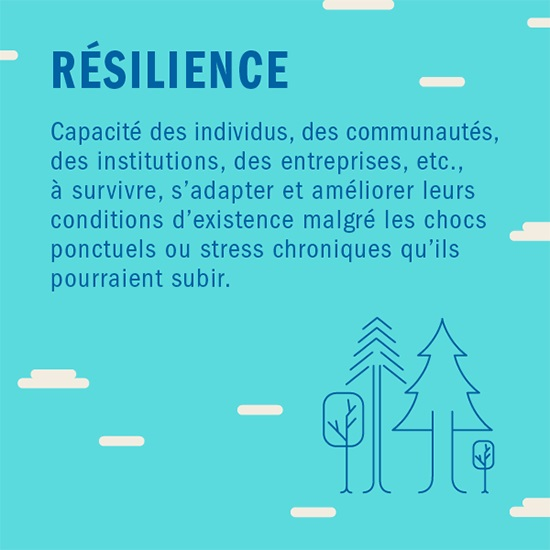 RÉSILIENCE
Capacité des individus, des communautés,
des institutions, des entreprises, etc.,
à survivre, s’adapter et améliorer leurs
conditions d’existence malgré les chocs
ponctuels ou stress chroniques qu’ils
pourraient subir.